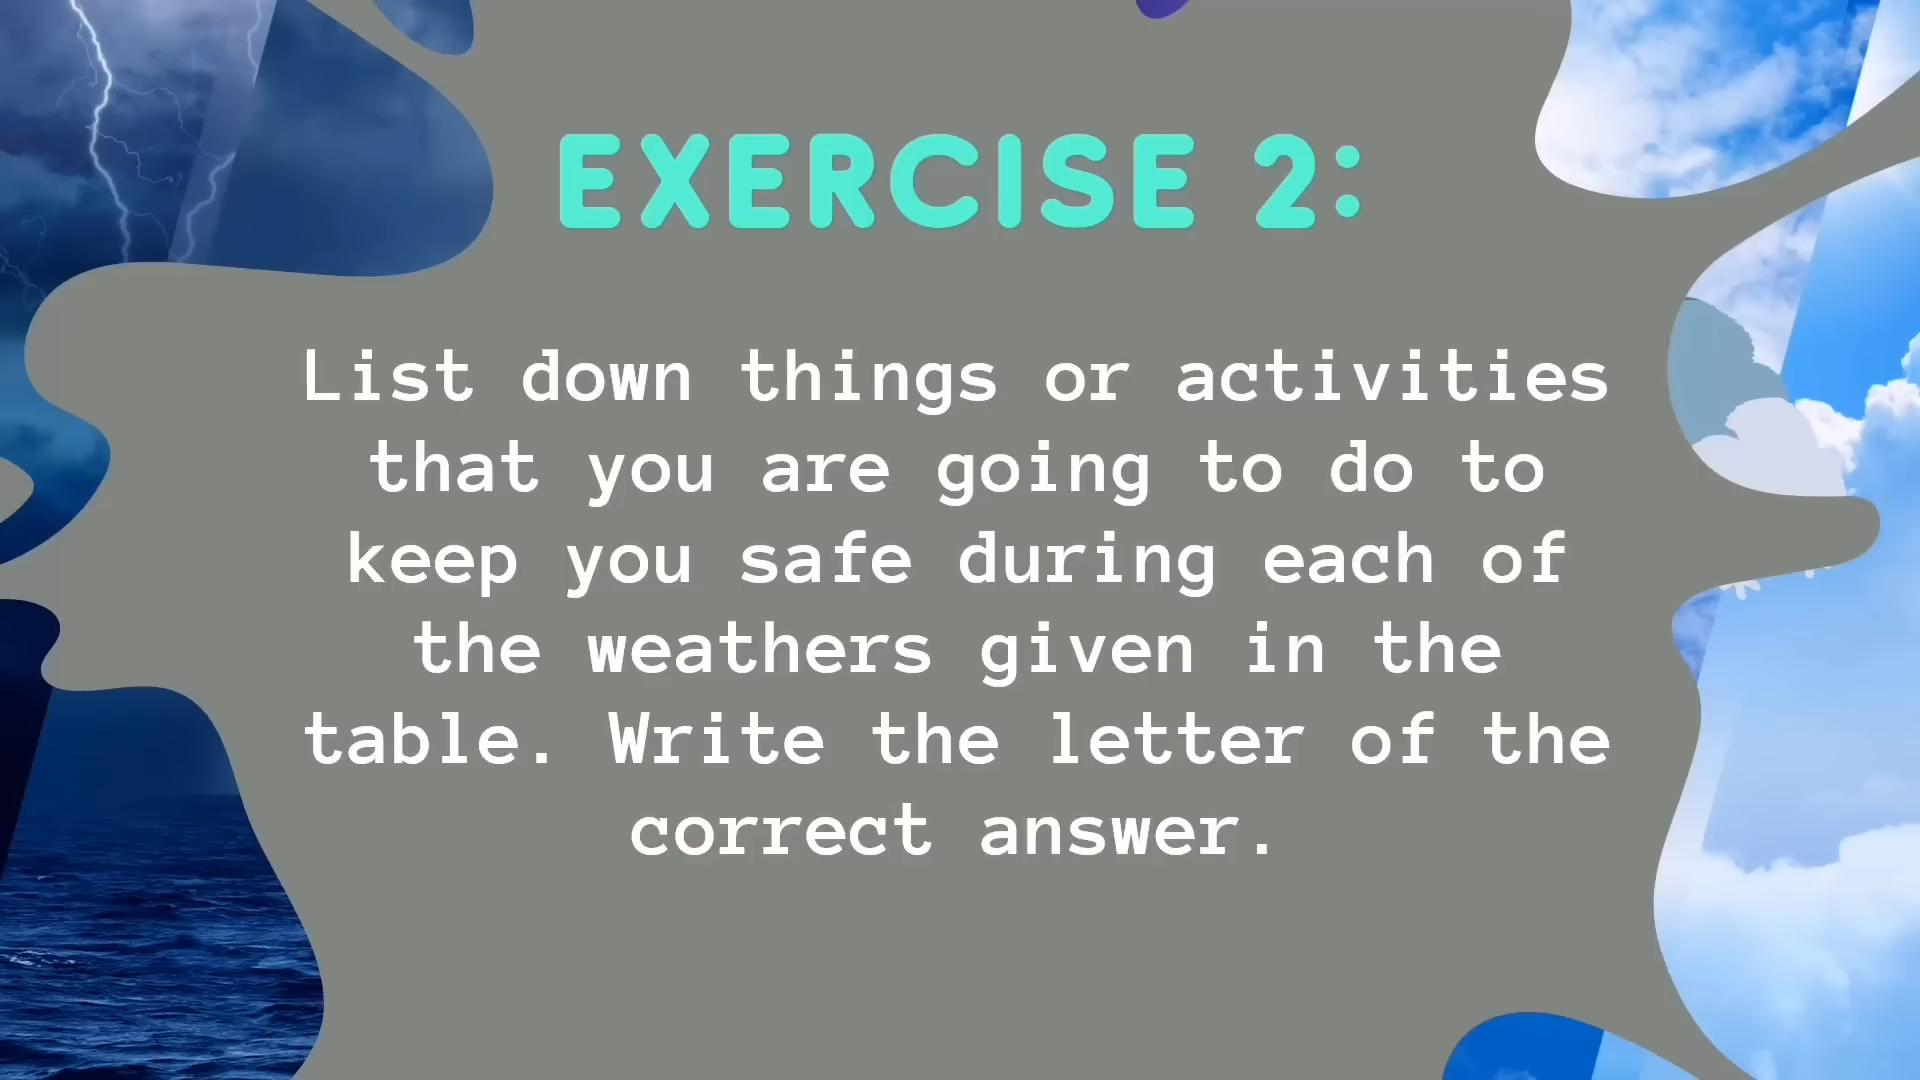 EXERCISE 2:
List down things or activities
that you are going to do to
keep you safe during each of
the weathers given in the
table. Write the letter of the
correct answer.